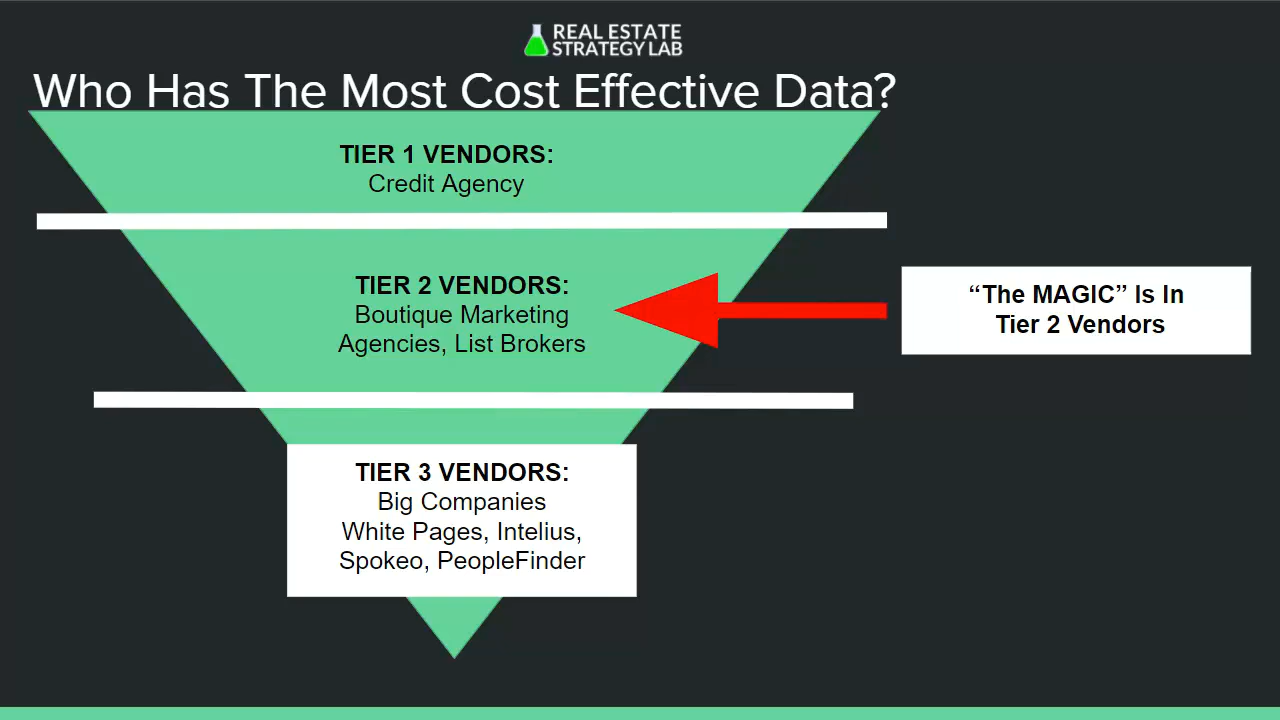 REAL ESTATE
STRATEGY LAB
Who Has The Most Cost Effective Data?
TIER 1 VENDORS:
Credit Agency
TIER 2 VENDORS:
Boutique Marketing
Agencies, List Brokers
“The MAGIC” Is In
Tier 2 Vendors
TIER 3 VENDORS:
Big Companies
White Pages, Intelius,
Spokeo, PeopleFinder